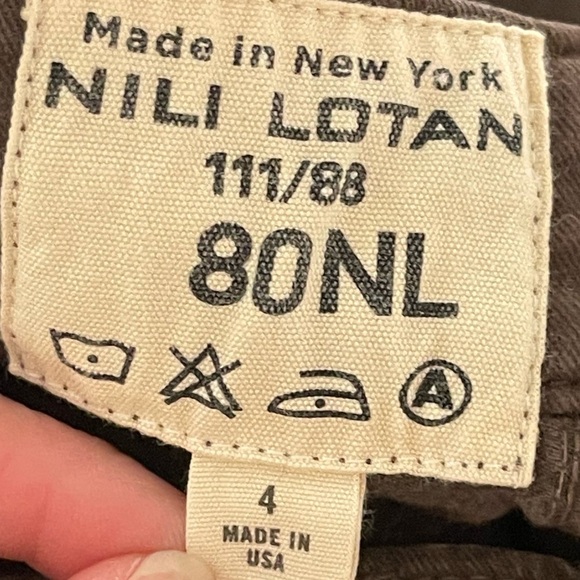 Made in New York
NILI LOTAN
111/88
80NL
A
4
MADE IN
USA